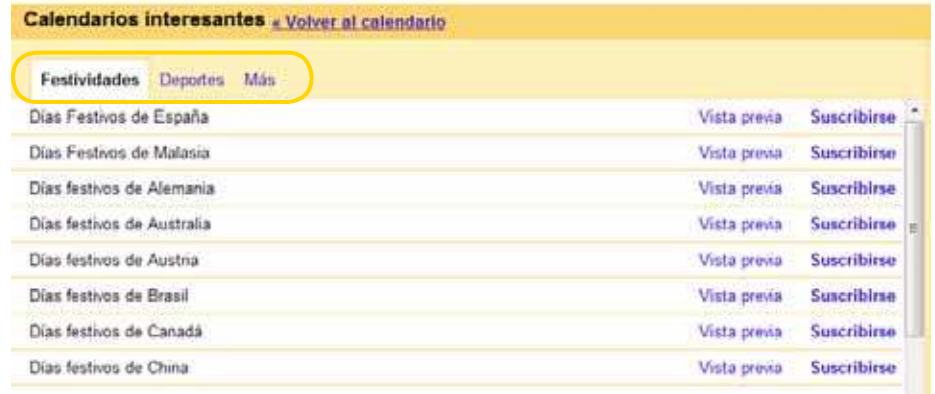 Calendarios interesantes « Volver al calendario
Festividades Deportes Más
Días Festivos de España Vista previa Suscribirse
Días Festivos de Malasia Vista previa Suscribirse
Días festivos de Alemania Vista previa Suscribirse
Días festivos de Australia Vista previa Suscribirse
Días festivos de Austria Vista previa Suscribirse
Días festivos de Brasil Vista previa Suscribirse
Días festivos de Canadá Vista previa Suscribirse
Días festivos de China Vista previa Suscribirse